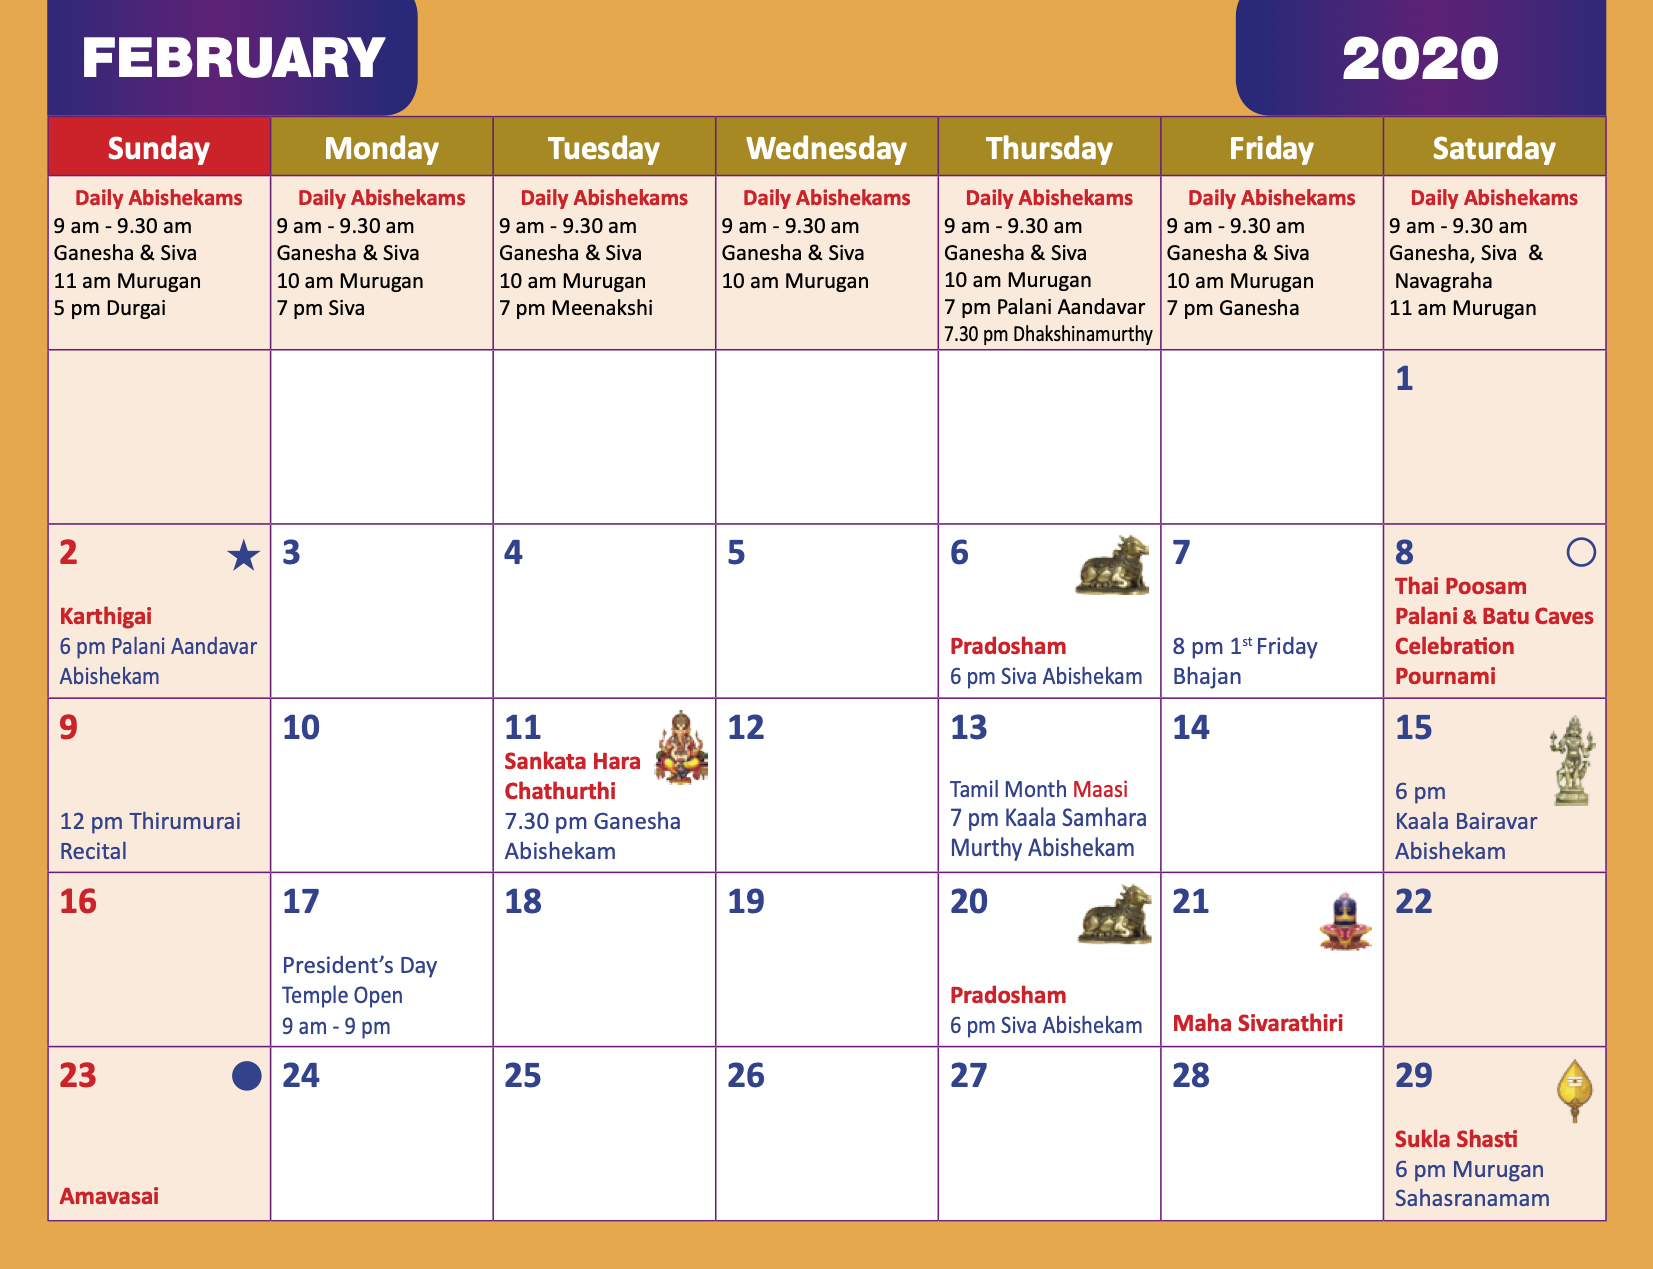 FEBRUARY
2020
Sunday
Monday
Tuesday
Wednesday
Thursday
Friday
Saturday
Daily Abishekams
9 am - 9.30 am
Ganesha & Siva
11 am Murugan
5 pm Durgai
Daily Abishekams
9 am - 9.30 am
Ganesha & Siva
10 am Murugan
7 pm Siva
Daily Abishekams
9 am - 9.30 am
Ganesha & Siva
10 am Murugan
7 pm Meenakshi
Daily Abishekams
9 am - 9.30 am
Ganesha & Siva
10 am Murugan
Daily Abishekams
9 am - 9.30 am
Ganesha & Siva
10 am Murugan
7 pm Palani Aandavar
7.30 pm Dhakshinamurthy
Daily Abishekams
9 am - 9.30 am
Ganesha & Siva
10 am Murugan
7 pm Ganesha
Daily Abishekams
9 am - 9.30 am
Ganesha, Siva &
Navagraha
11 am Murugan
1
2
Karthigai
6 pm Palani Aandavar
Abishekam
3
4
5
6
Pradosham
6 pm Siva Abishekam
7
8 pm 1st Friday
Bhajan
8
Thai Poosam
Palani & Batu Caves
Celebration
Pournami
9
12 pm Thirumurai
Recital
10
11
Sankata Hara
Chathurthi
7.30 pm Ganesha
Abishekam
12
13
Tamil Month Maasi
7 pm Kaala Samhara
Murthy Abishekam
14
15
6 pm
Kaala Bairavar
Abishekam
16
17
President’s Day
Temple Open
9 am - 9 pm
18
19
20
Pradosham
6 pm Siva Abishekam
21
Maha Sivarathiri
22
23
Amavasai
24
25
26
27
28
29
Sukla Shasti
6 pm Murugan
Sahasranamam